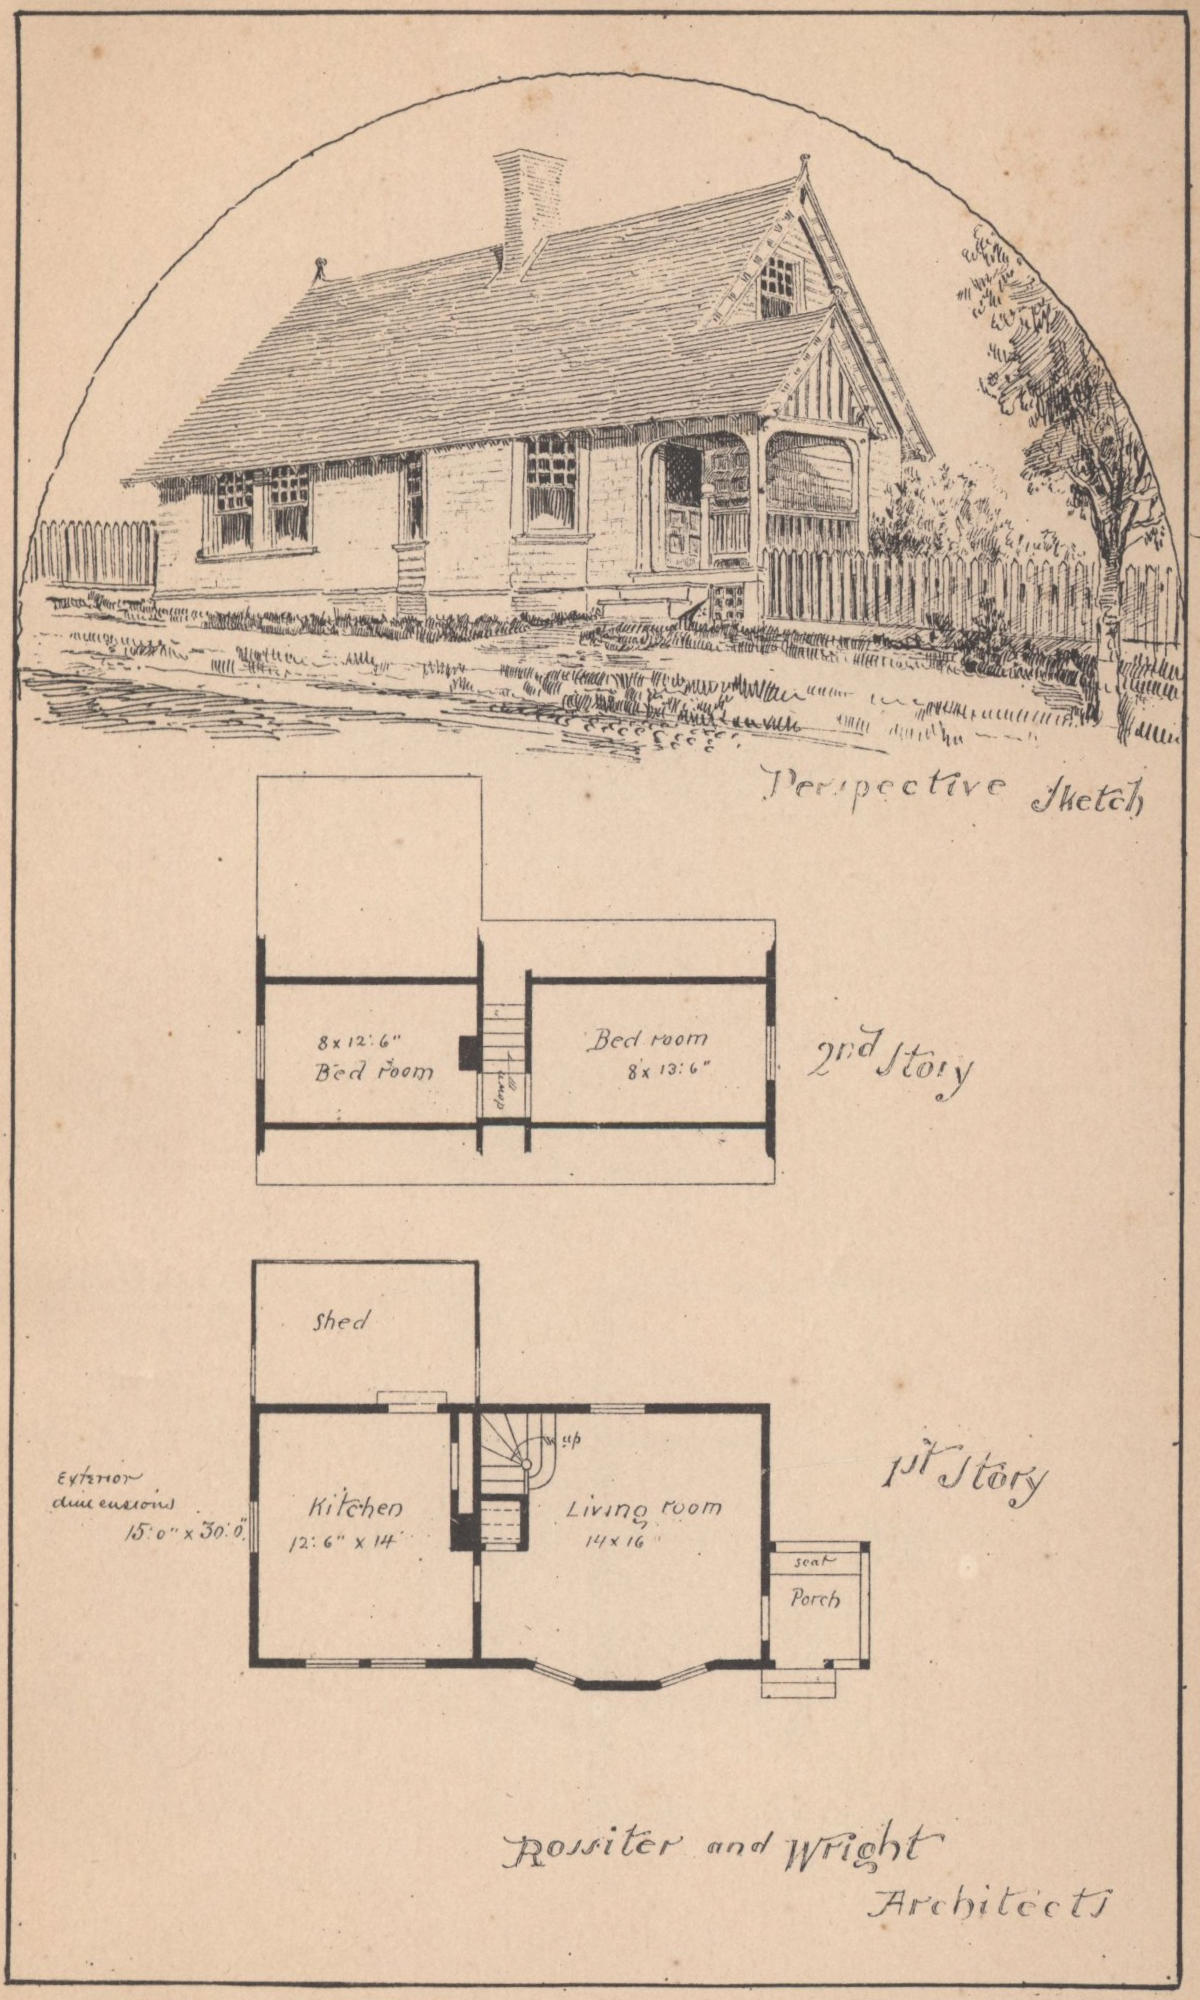 Perspective Sketch
8 x 12'. 6"
Bed room
Bed room
8 x 13'. 6"
down
2nd Story
Shed
up
Kitchen
12'. 6" x 14'
Living room
14 x 16
Exterior
dimensions
15'. 0" x 30'. 0"
1st Story
seat
Porch
Rossiter and Wright
Architects